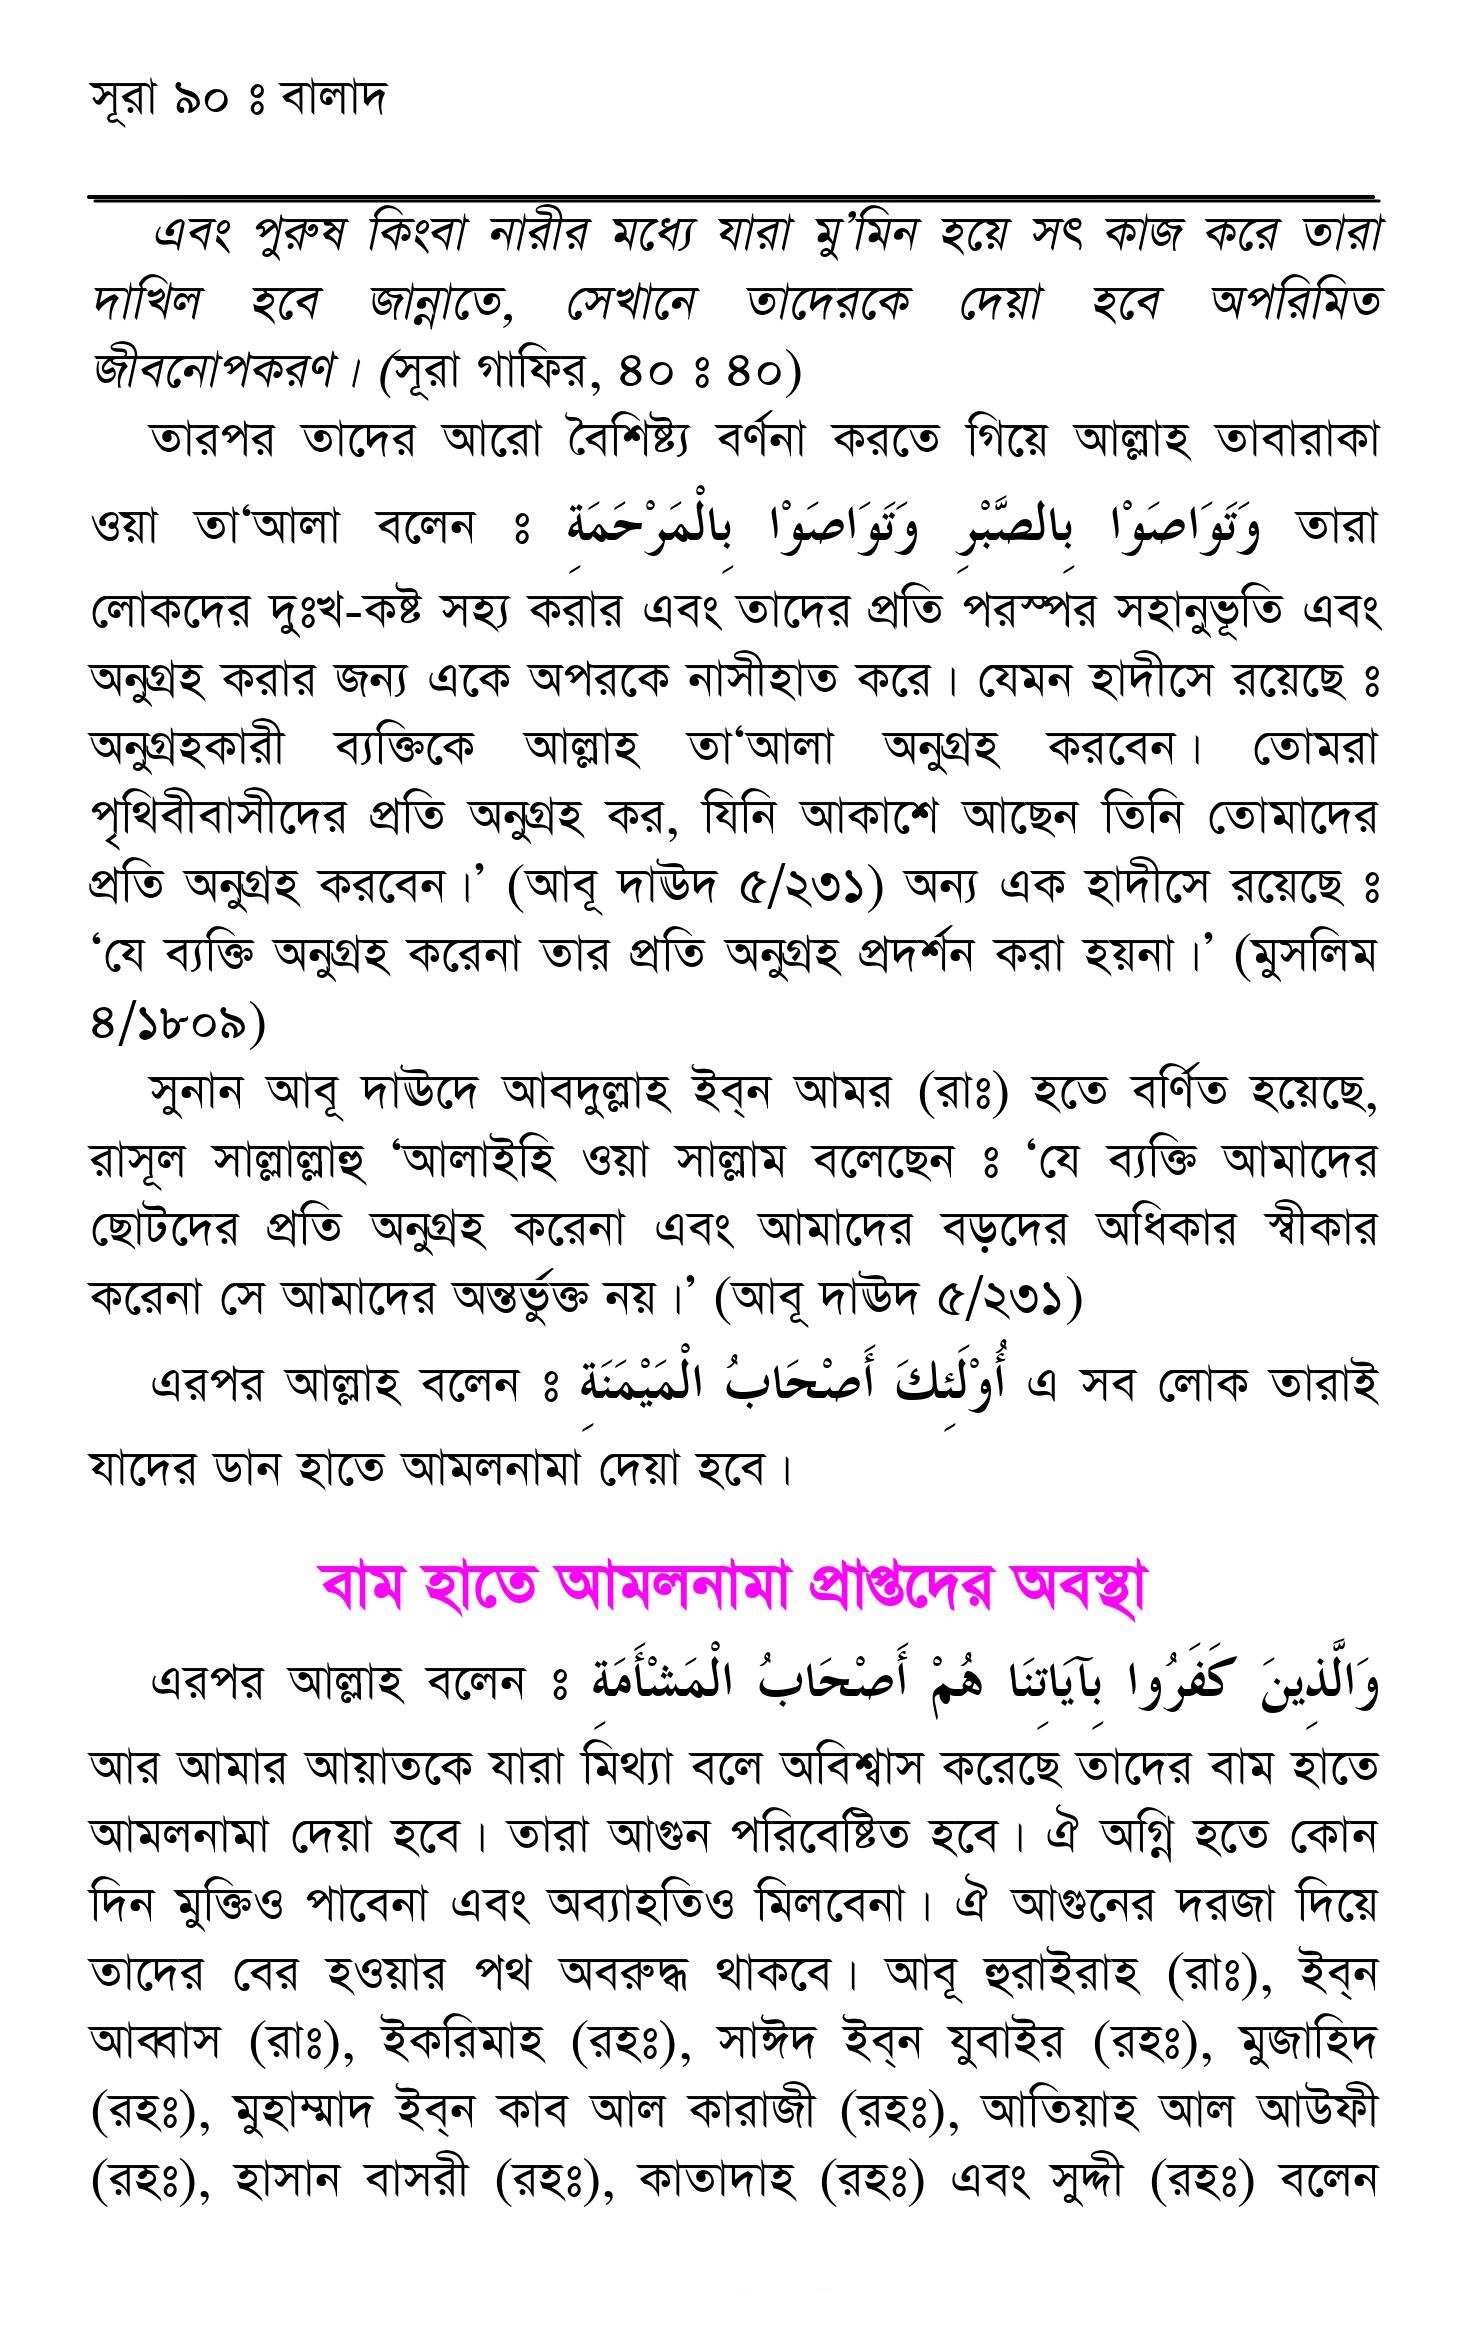 সূরা ৯০ ঃ বালাদ
এবং পুরুষ কিংবা নারীর মধ্যে যারা মু’মিন হয়ে সৎ কাজ করে তারা
দাখিল হবে জান্নাতে, সেখানে তাদেরকে দেয়া হবে অপরিমিত
জীবনোপকরণ। (সূরা গাফির, ৪০ ঃ ৪০)
তারপর তাদের আরো বৈশিষ্ট্য বর্ণনা করতে গিয়ে আল্লাহ তাবারাকা
ওয়া তা‘আলা বলেন ঃ وَتَوَاصَوْا بِالصَّبْرِ وَتَوَاصَوْا بِالْمَرْحَمَةِ তারা
লোকদের দুঃখ-কষ্ট সহ্য করার এবং তাদের প্রতি পরস্পর সহানুভূতি এবং
অনুগ্রহ করার জন্য একে অপরকে নাসীহাত করে। যেমন হাদীসে রয়েছে ঃ
অনুগ্রহকারী ব্যক্তিকে আল্লাহ তা‘আলা অনুগ্রহ করবেন। তোমরা
পৃথিবীবাসীদের প্রতি অনুগ্রহ কর, যিনি আকাশে আছেন তিনি তোমাদের
প্রতি অনুগ্রহ করবেন।’ (আবূ দাঊদ ৫/২৩১) অন্য এক হাদীসে রয়েছে ঃ
‘যে ব্যক্তি অনুগ্রহ করেনা তার প্রতি অনুগ্রহ প্রদর্শন করা হয়না।’ (মুসলিম
৪/১৮০৯)
সুনান আবূ দাঊদে আবদুল্লাহ ইব্‌ন আমর (রাঃ) হতে বর্ণিত হয়েছে,
রাসূল সাল্লাল্লাহু ‘আলাইহি ওয়া সাল্লাম বলেছেন ঃ ‘যে ব্যক্তি আমাদের
ছোটদের প্রতি অনুগ্রহ করেনা এবং আমাদের বড়দের অধিকার স্বীকার
করেনা সে আমাদের অন্তর্ভুক্ত নয়।’ (আবূ দাঊদ ৫/২৩১)
এরপর আল্লাহ বলেন ঃ أُوْلَئِكَ أَصْحَابُ الْمَيْمَنَةِ এ সব লোক তারাই
যাদের ডান হাতে আমলনামা দেয়া হবে।
বাম হাতে আমলনামা প্রাপ্তদের অবস্থা
এরপর আল্লাহ বলেন ঃ وَالَّذِينَ كَفَرُوا بِآيَاتِنَا هُمْ أَصْحَابُ الْمَشْأَمَةِ
আর আমার আয়াতকে যারা মিথ্যা বলে অবিশ্বাস করেছে তাদের বাম হাতে
আমলনামা দেয়া হবে। তারা আগুন পরিবেষ্টিত হবে। ঐ অগ্নি হতে কোন
দিন মুক্তিও পাবেনা এবং অব্যাহতিও মিলবেনা। ঐ আগুনের দরজা দিয়ে
তাদের বের হওয়ার পথ অবরুদ্ধ থাকবে। আবূ হুরাইরাহ (রাঃ), ইব্‌ন
আব্বাস (রাঃ), ইকরিমাহ (রহঃ), সাঈদ ইব্‌ন যুবাইর (রহঃ), মুজাহিদ
(রহঃ), মুহাম্মাদ ইব্‌ন কাব আল কারাজী (রহঃ), আতিয়াহ আল আউফী
(রহঃ), হাসান বাসরী (রহঃ), কাতাদাহ (রহঃ) এবং সুদ্দী (রহঃ) বলেন